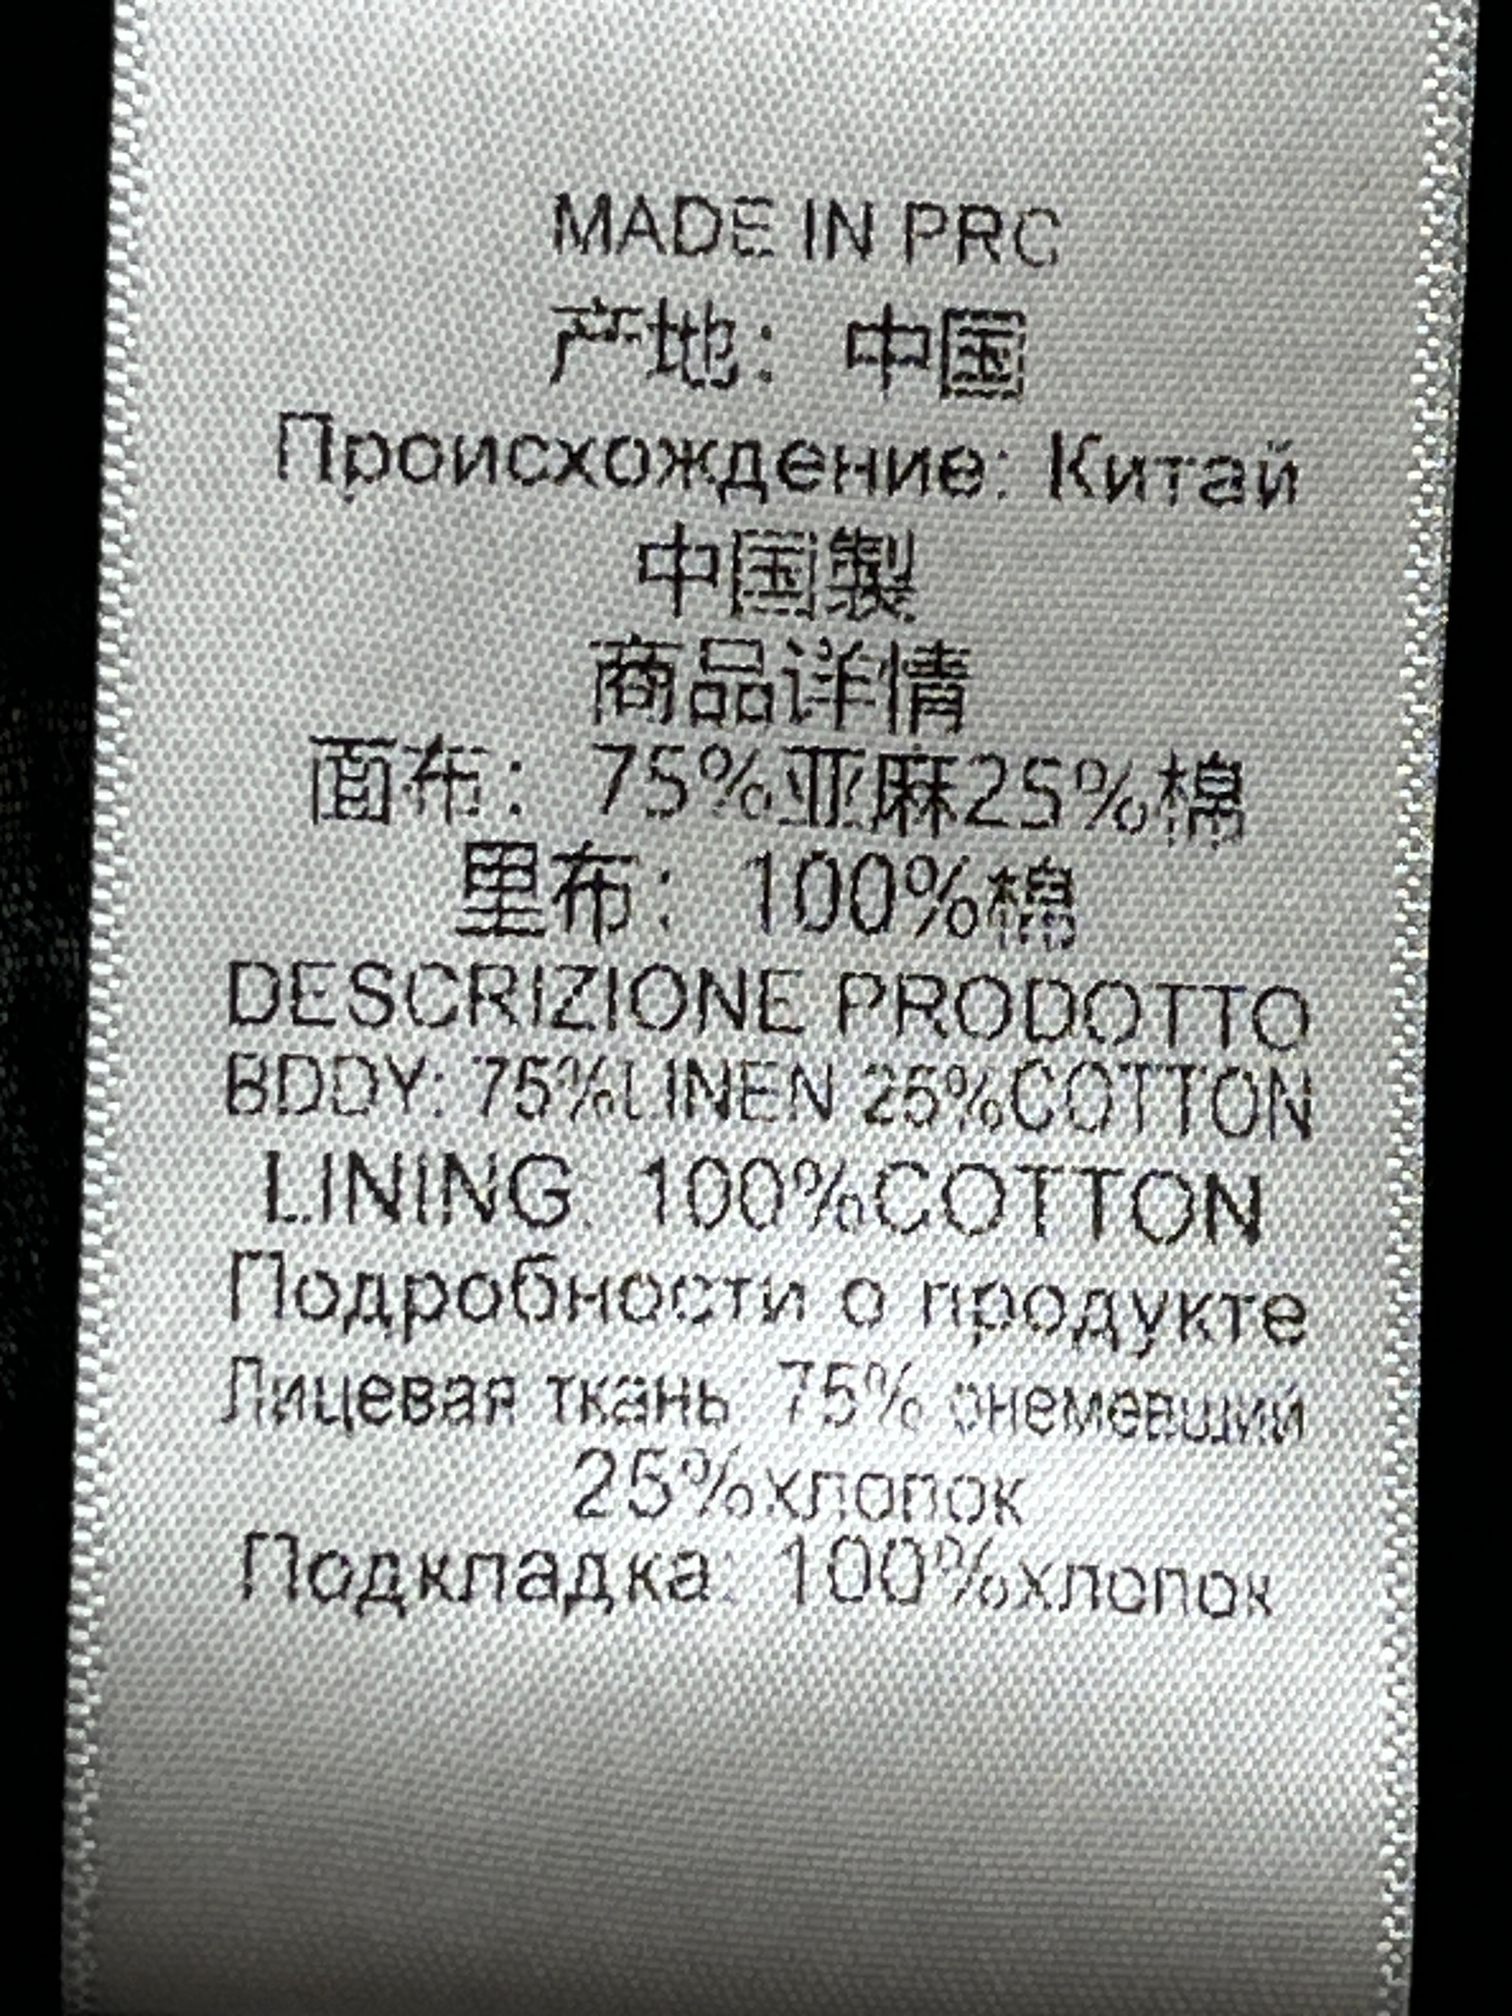 MADE IN PRC
产地：中国
Происхождение: Китай
中国製
商品详情
面布：75%亚麻25%棉
里布：100%棉
DESCRIZIONE PRODOTTO
BDDY: 75%LINEN 25%COTTON
LINING: 100%COTTON
Подробности о продукте
Лицевая ткань: 75% онемевший
25%хлопок
Подкладка: 100%хлопок